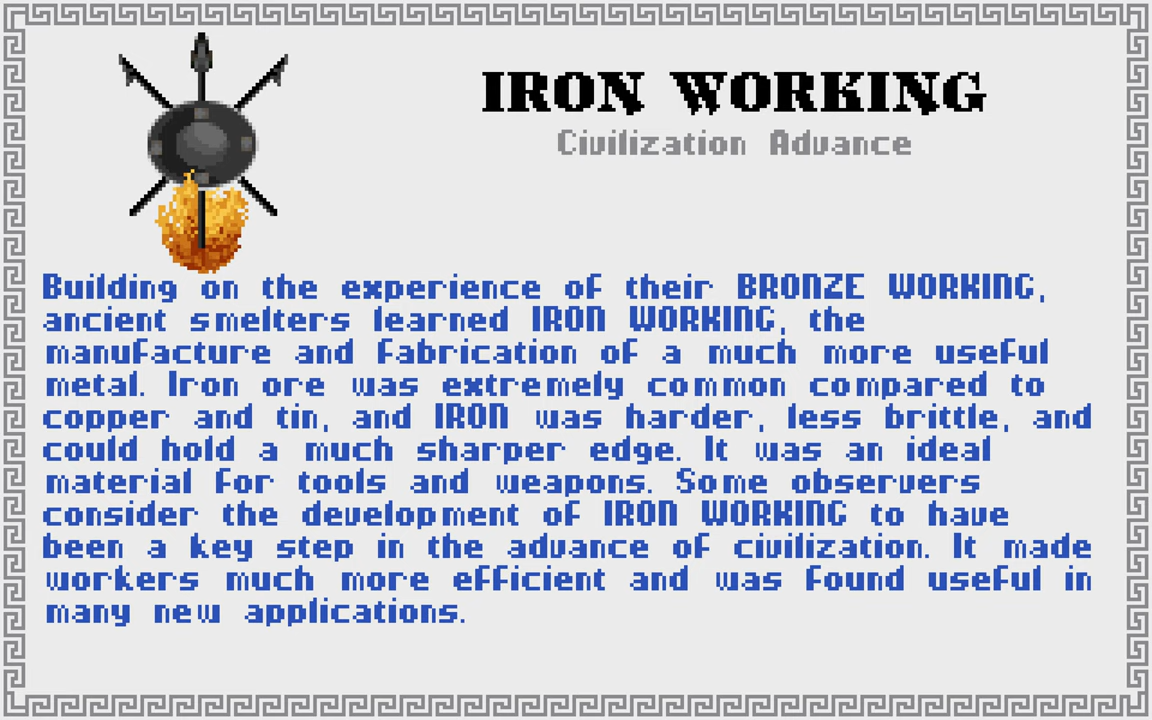 IRON WORKING
Civilization Advance
Building on the experience of their BRONZE WORKING,
ancient smelters learned IRON WORKING, the
manufacture and fabrication of a much more useful
metal. Iron ore was extremely common compared to
copper and tin, and IRON was harder, less brittle, and
could hold a much sharper edge. It was an ideal
material for tools and weapons. Some observers
consider the development of IRON WORKING to have
been a key step in the advance of civilization. It made
workers much more efficient and was found useful in
many new applications.